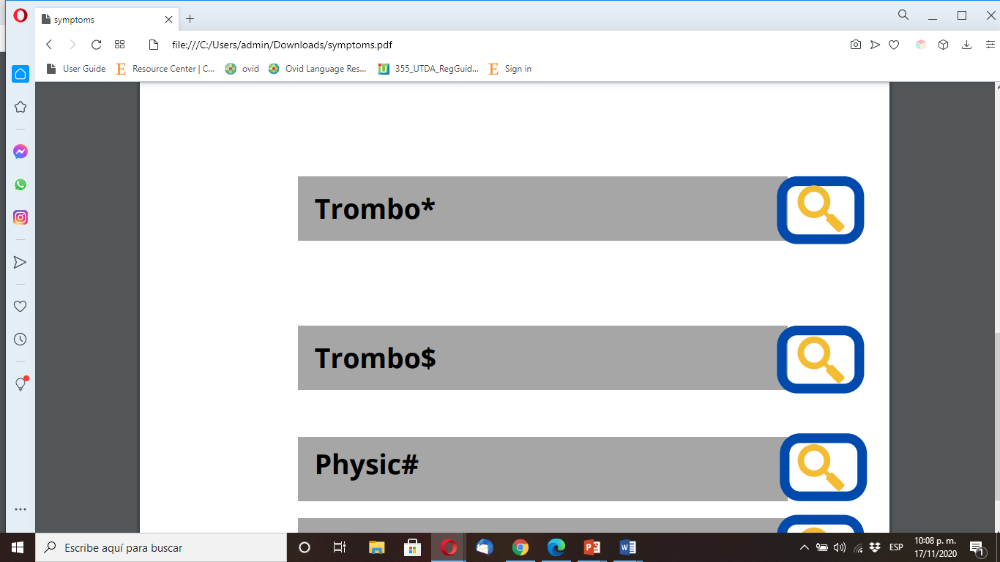 symptoms
file:///C:/Users/admin/Downloads/symptoms.pdf
User Guide
Resource Center | C...
ovid
Ovid Language Res...
355_UTDA_RegGuid...
Sign in
Trombo*
Trombo$
Physic#
Escribe aquí para buscar
ESP
10:08 p. m.
17/11/2020
1